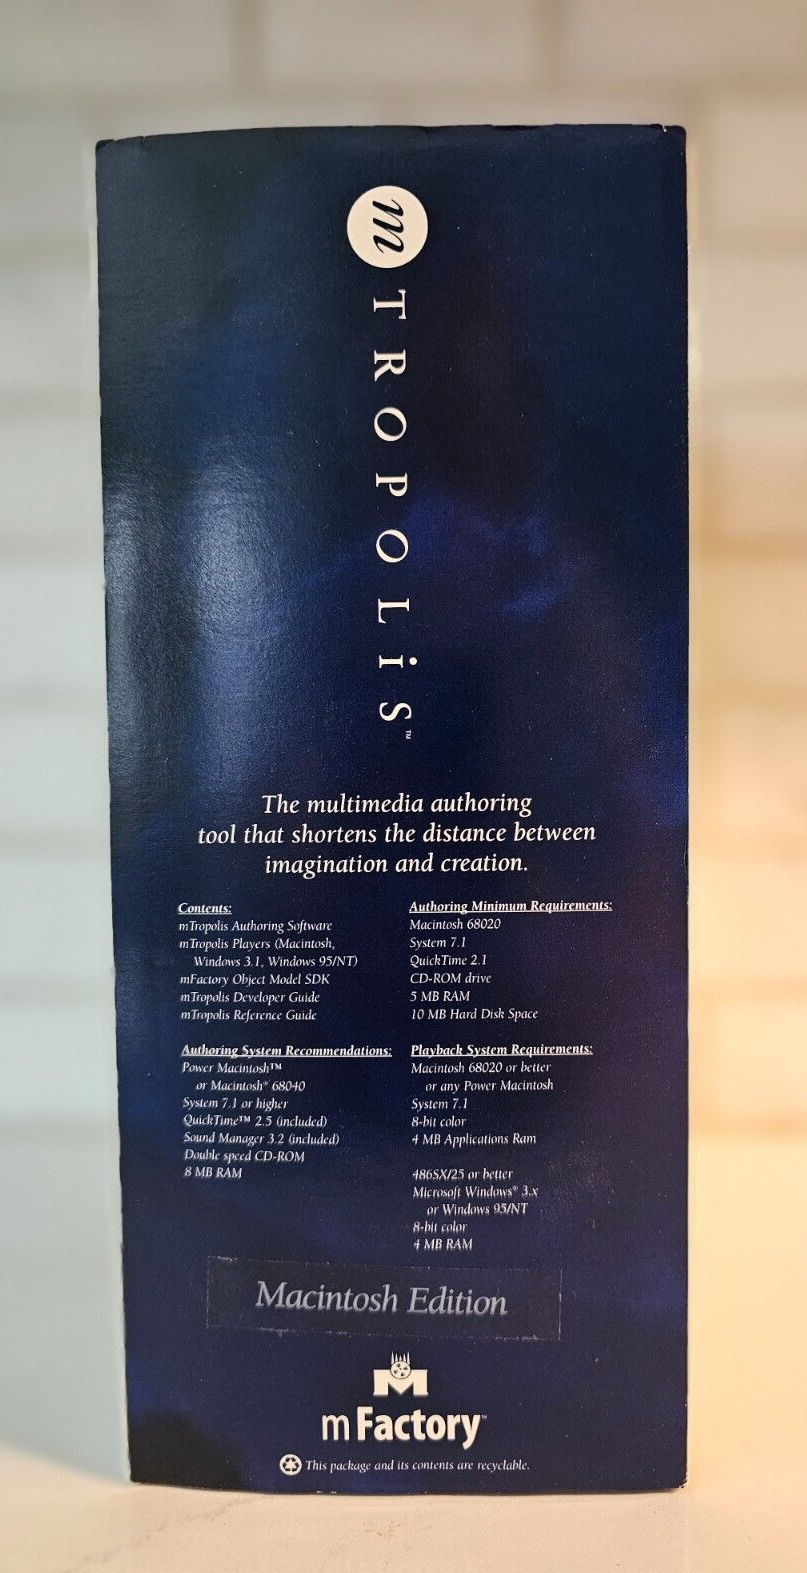 mTROPOLiS™
The multimedia authoring
tool that shortens the distance between
imagination and creation.
Contents:
mTropolis Authoring Software
mTropolis Players (Macintosh,
Windows 3.1, Windows 95/NT)
mFactory Object Model SDK
mTropolis Developer Guide
mTropolis Reference Guide
Authoring Minimum Requirements:
Macintosh 68020
System 7.1
QuickTime 2.1
CD-ROM drive
5 MB RAM
10 MB Hard Disk Space
Authoring System Recommendations:
Power Macintosh™
or Macintosh® 68040
System 7.1 or higher
QuickTime™ 2.5 (included)
Sound Manager 3.2 (included)
Double speed CD-ROM
8 MB RAM
Playback System Requirements:
Macintosh 68020 or better
or any Power Macintosh
System 7.1
8-bit color
4 MB Applications Ram
486SX/25 or better
Microsoft Windows® 3.x
or Windows 95/NT
8-bit color
4 MB RAM
Macintosh Edition
M
mFactory™
This package and its contents are recyclable.